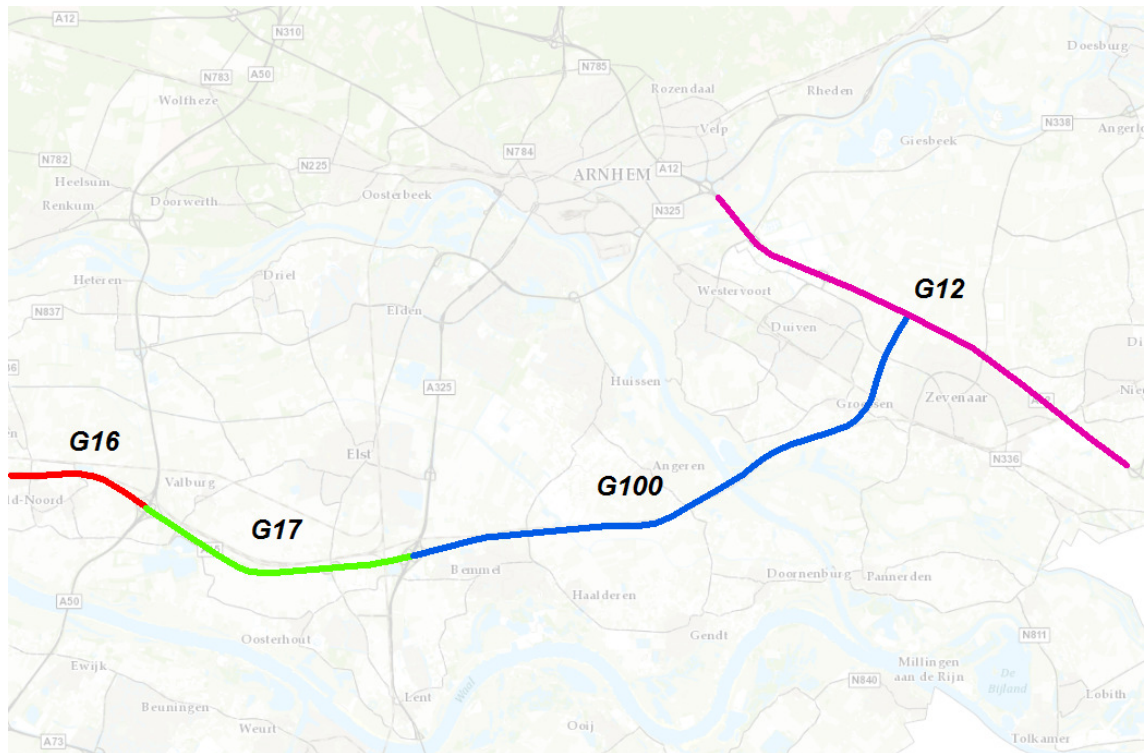 A12
N310
Doesburg
N783
A50
N785
Rozendaal
Rheden
Wolfheze
Velp
N338
Angerlo
Giesbeek
N782
N784
N225
ARNHEM
A12
Heelsum
Renkum
Doorwerth
Oosterbeek
N325
Driel
Heteren
Westervoort
G12
N837
Elden
Duiven
A325
Huissen
Zevenaar
G16
Elst
N336
Valburg
Angeren
G100
G17
Bemmel
Doornenburg
Pannerden
A50
Haalderen
Oosterhout
Gendt
N811
Ewijk
Waal
Millingen
aan de Rijn
De
Bijland
Lent
N840
Lobith
Beuningen
Weurt
Ooij
A73
Tolkamer